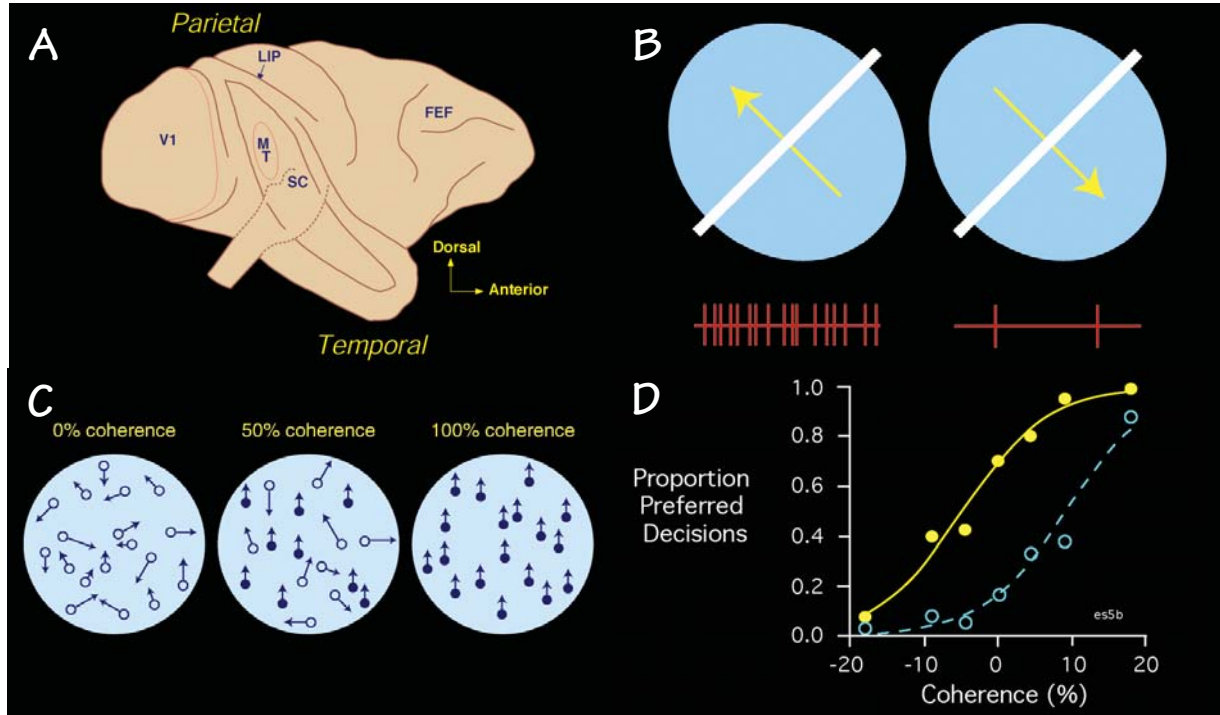 A
Parietal
LIP
FEF
V1
M
T
SC
Dorsal
Anterior
Temporal
B
C
0% coherence
50% coherence
100% coherence
D
Proportion
Preferred
Decisions
1.0
0.8
0.6
0.4
0.2
0.0
es5b
-20
-10
0
10
20
Coherence (%)